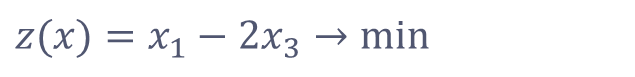 z(x) = x₁ − 2x₃ → min